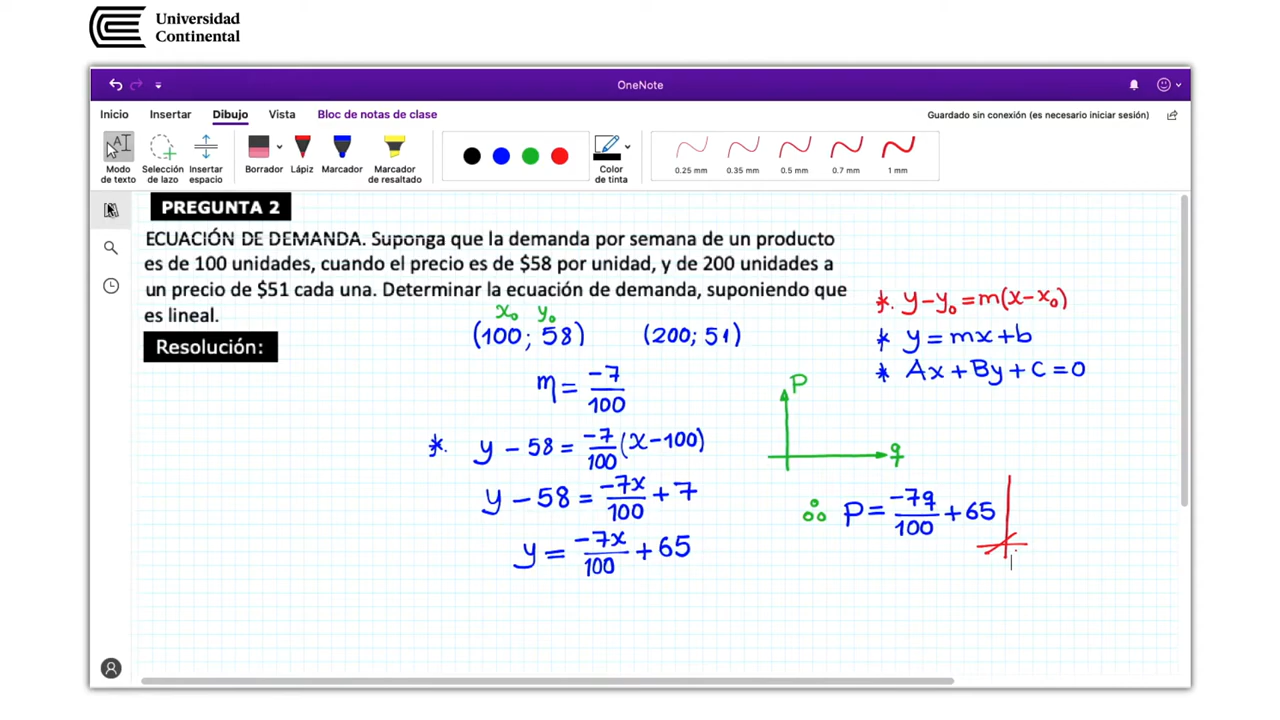 Universidad
Continental
OneNote
Inicio Insertar Dibujo Vista Bloc de notas de clase
Guardado sin conexión (es necesario iniciar sesión)
Modo de texto
Selección de lazo
Insertar espacio
Borrador
Lápiz
Marcador
Marcador de resaltado
Color de tinta
0.25 mm 0.35 mm 0.5 mm 0.7 mm 1 mm
PREGUNTA 2
ECUACIÓN DE DEMANDA. Suponga que la demanda por semana de un producto
es de 100 unidades, cuando el precio es de $58 por unidad, y de 200 unidades a
un precio de $51 cada una. Determinar la ecuación de demanda, suponiendo que
es lineal.
Resolución:
x₀ y₀
(100; 58) (200; 51)
m = -7/100
* y - 58 = -7/100 (x - 100)
y - 58 = -7x/100 + 7
y = -7x/100 + 65
*. y - y₀ = m(x - x₀)
* y = mx + b
* Ax + By + C = 0
P
q
∴ P = -7q/100 + 65